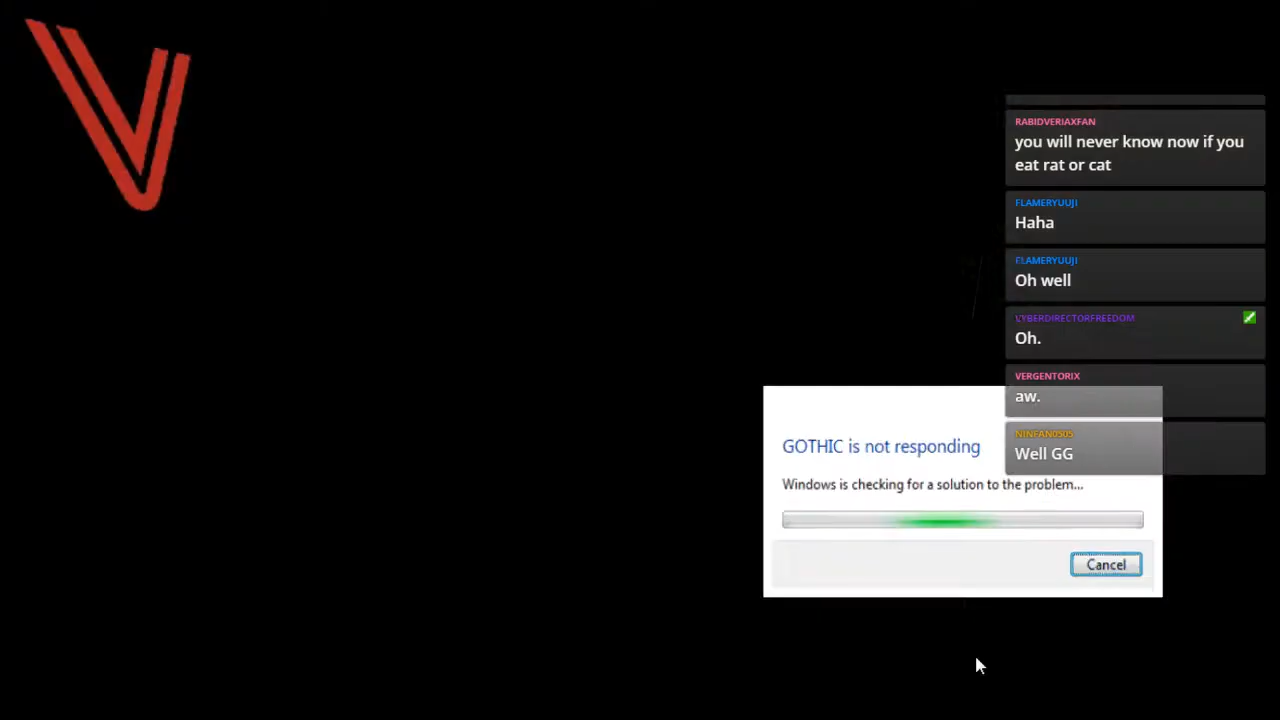 V
RABIDVERIAXFAN
you will never know now if you
eat rat or cat
FLAMERYUUJI
Haha
FLAMERYUUJI
Oh well
CYBERDIRECTORFREEDOM
Oh.
VERGENTORIX
aw.
NINFAN0505
Well GG
GOTHIC is not responding
Windows is checking for a solution to the problem...
Cancel